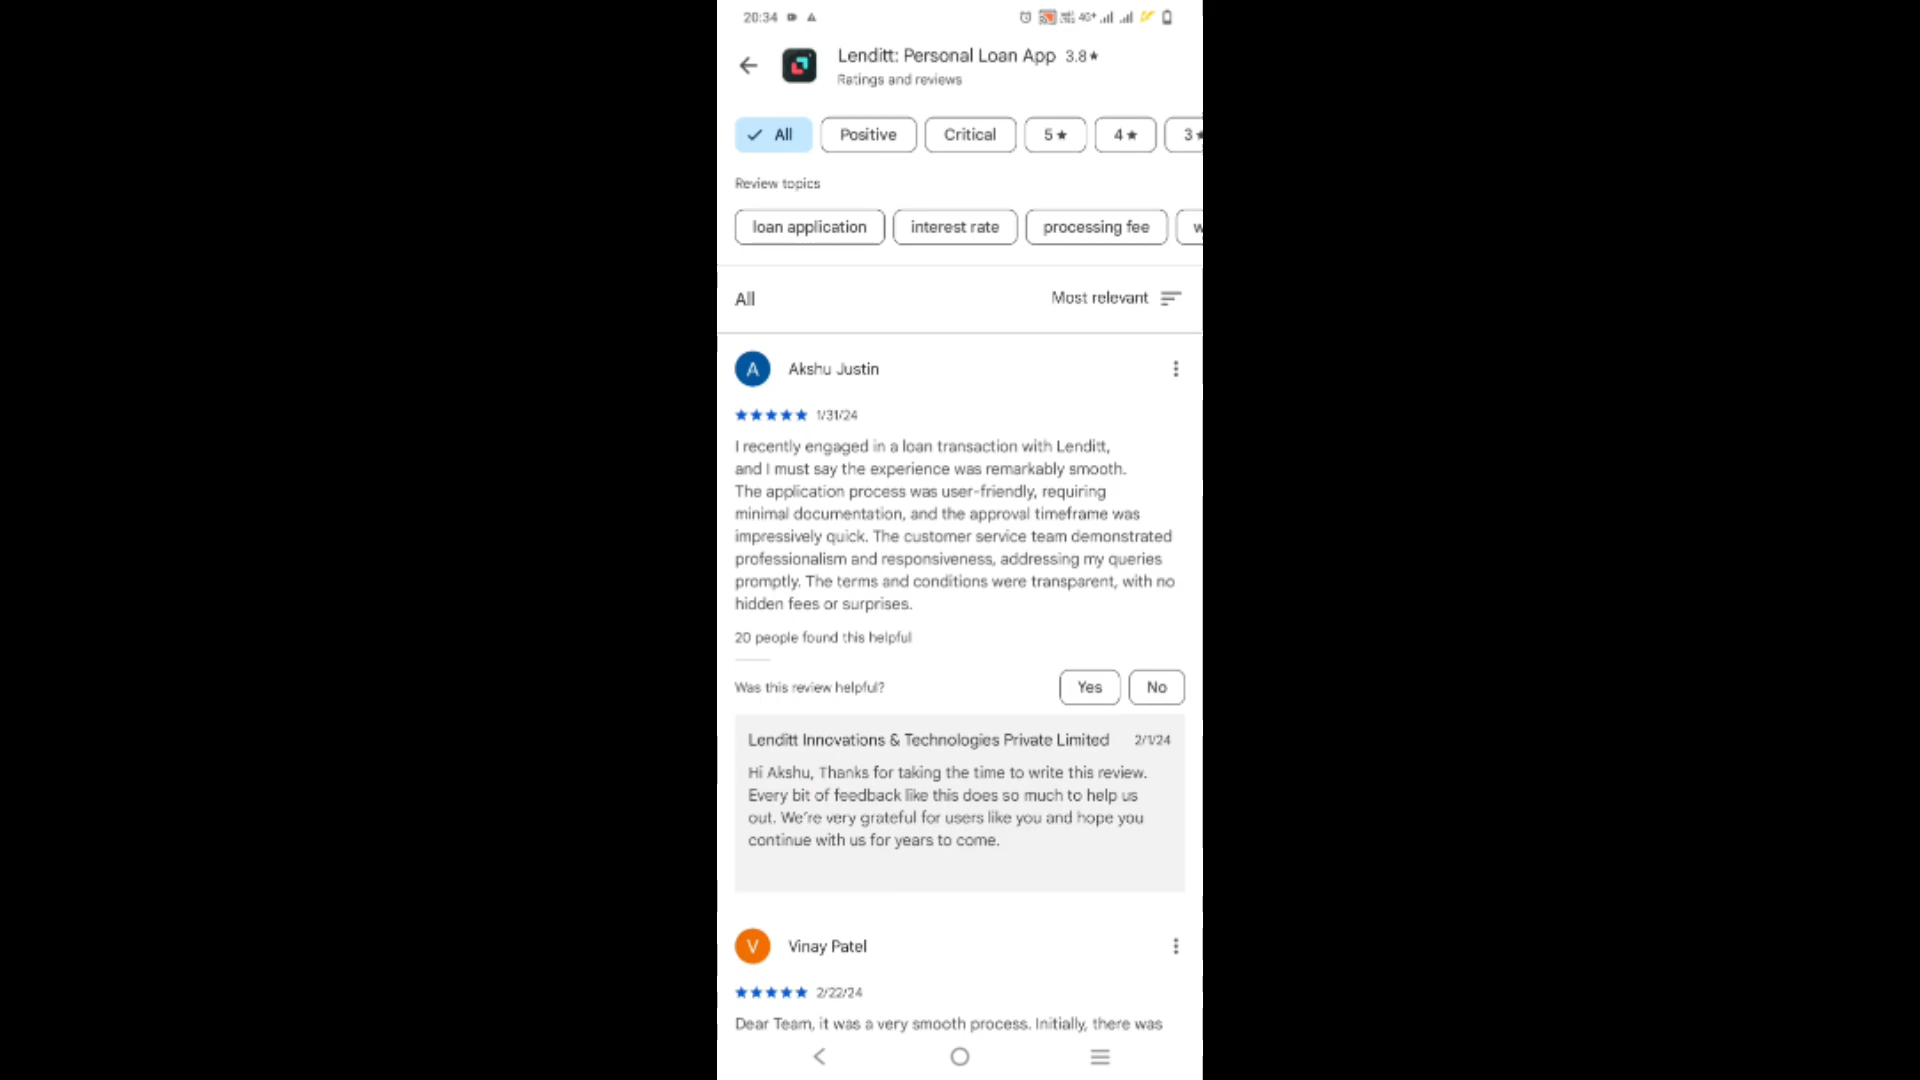 20:34
4G+
Lenditt: Personal Loan App 3.8★
Ratings and reviews
All
Positive
Critical
5★
4★
3★
Review topics
loan application
interest rate
processing fee
All
Most relevant
A
Akshu Justin
★★★★★ 1/31/24
I recently engaged in a loan transaction with Lenditt,
and I must say the experience was remarkably smooth.
The application process was user-friendly, requiring
minimal documentation, and the approval timeframe was
impressively quick. The customer service team demonstrated
professionalism and responsiveness, addressing my queries
promptly. The terms and conditions were transparent, with no
hidden fees or surprises.
20 people found this helpful
Was this review helpful?
Yes
No
Lenditt Innovations & Technologies Private Limited 2/1/24
Hi Akshu, Thanks for taking the time to write this review.
Every bit of feedback like this does so much to help us
out. We're very grateful for users like you and hope you
continue with us for years to come.
V
Vinay Patel
★★★★★ 2/22/24
Dear Team, it was a very smooth process. Initially, there was